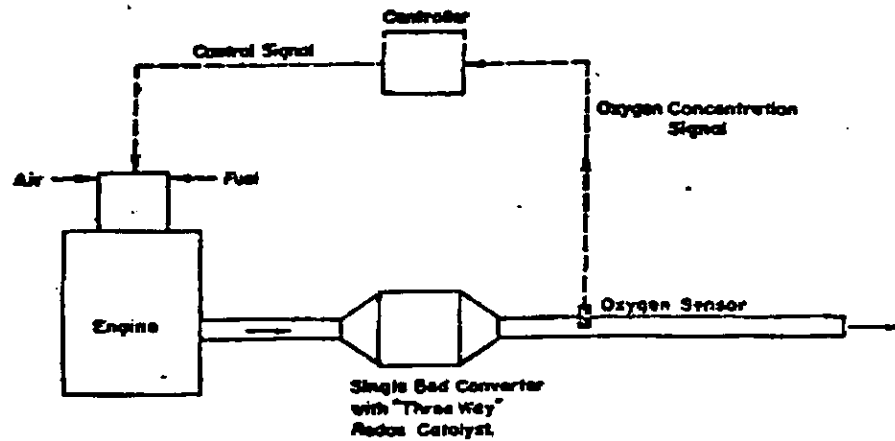 Controller
Control Signal
Oxygen Concentration
Signal
Air
Fuel
Engine
Oxygen Sensor
Single Bed Converter
with "Three Way"
Redox Catalyst.